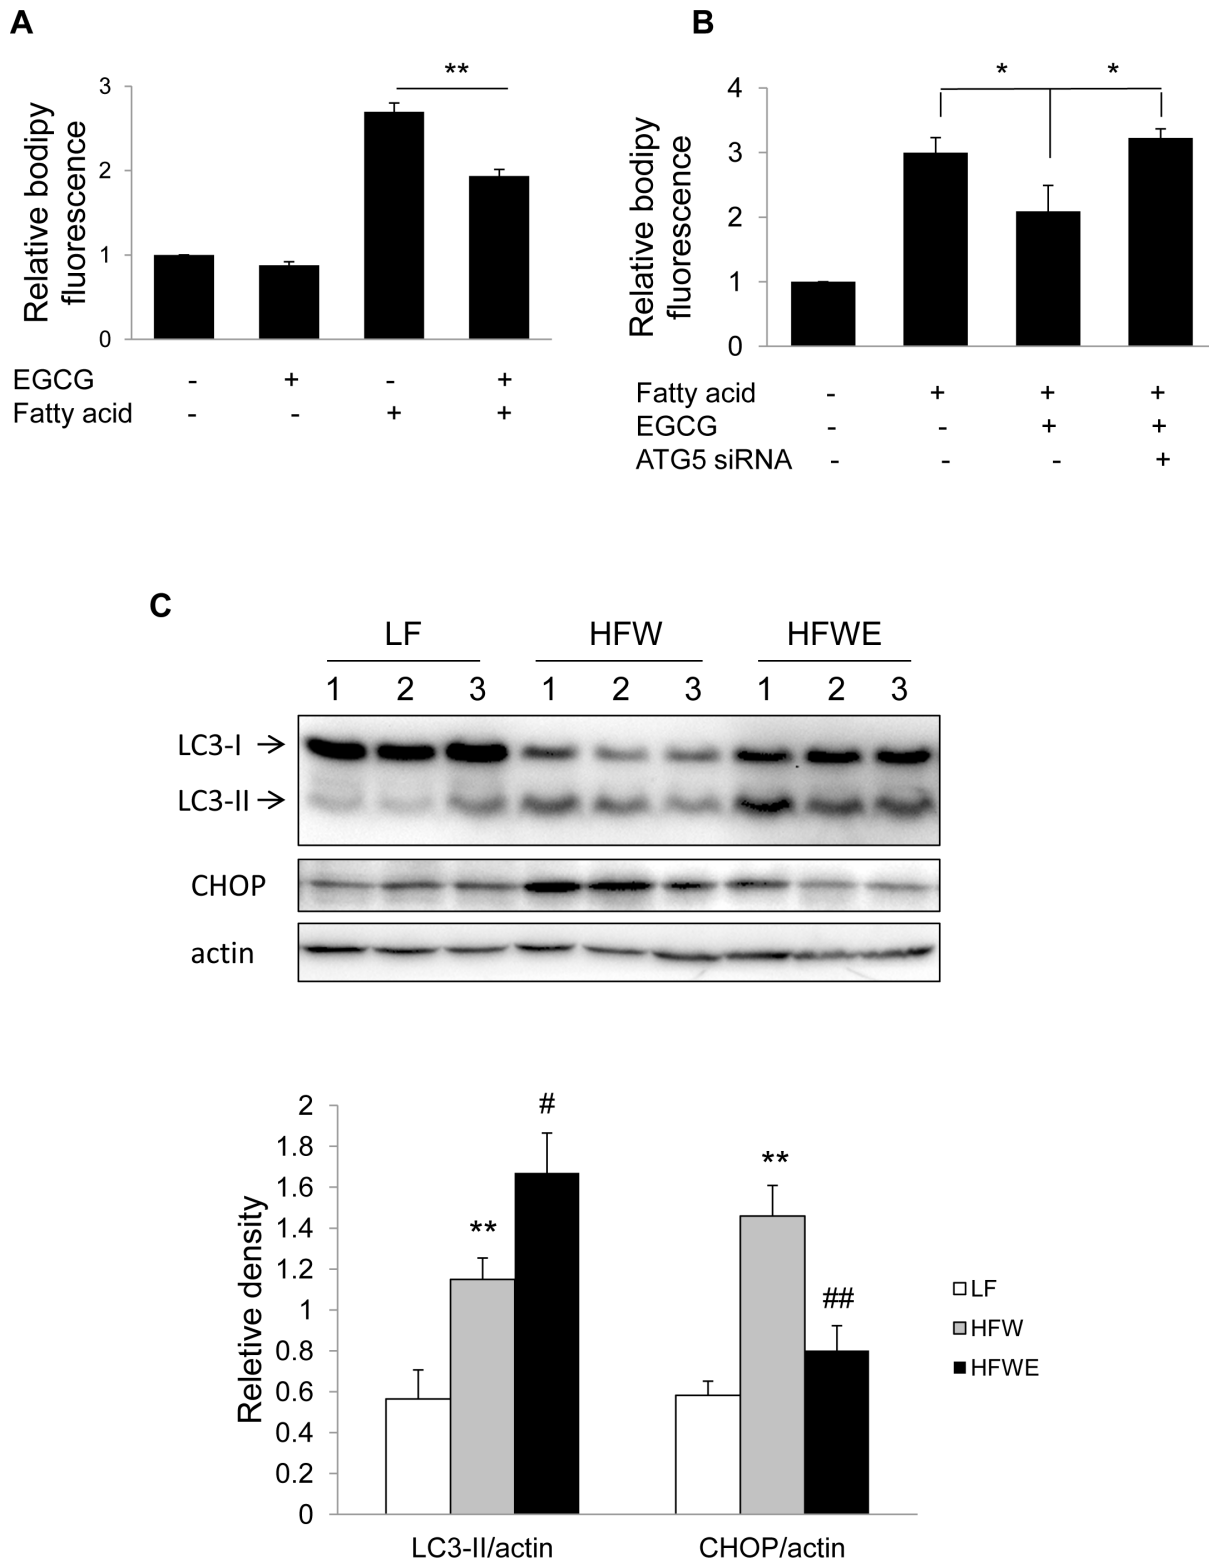 A
Relative bodipy
fluorescence
3
2
1
0
**
EGCG - + - +
Fatty acid - - + +
B
Relative bodipy
fluorescence
4
3
2
1
0
* *
Fatty acid - + + +
EGCG - - + +
ATG5 siRNA - - - +
C
LF HFW HFWE
1 2 3 1 2 3 1 2 3
LC3-I →
LC3-II →
CHOP
actin
Reletive density
2
1.8
1.6
1.4
1.2
1
0.8
0.6
0.4
0.2
0
** #
** ##
LC3-II/actin CHOP/actin
LF
HFW
HFWE